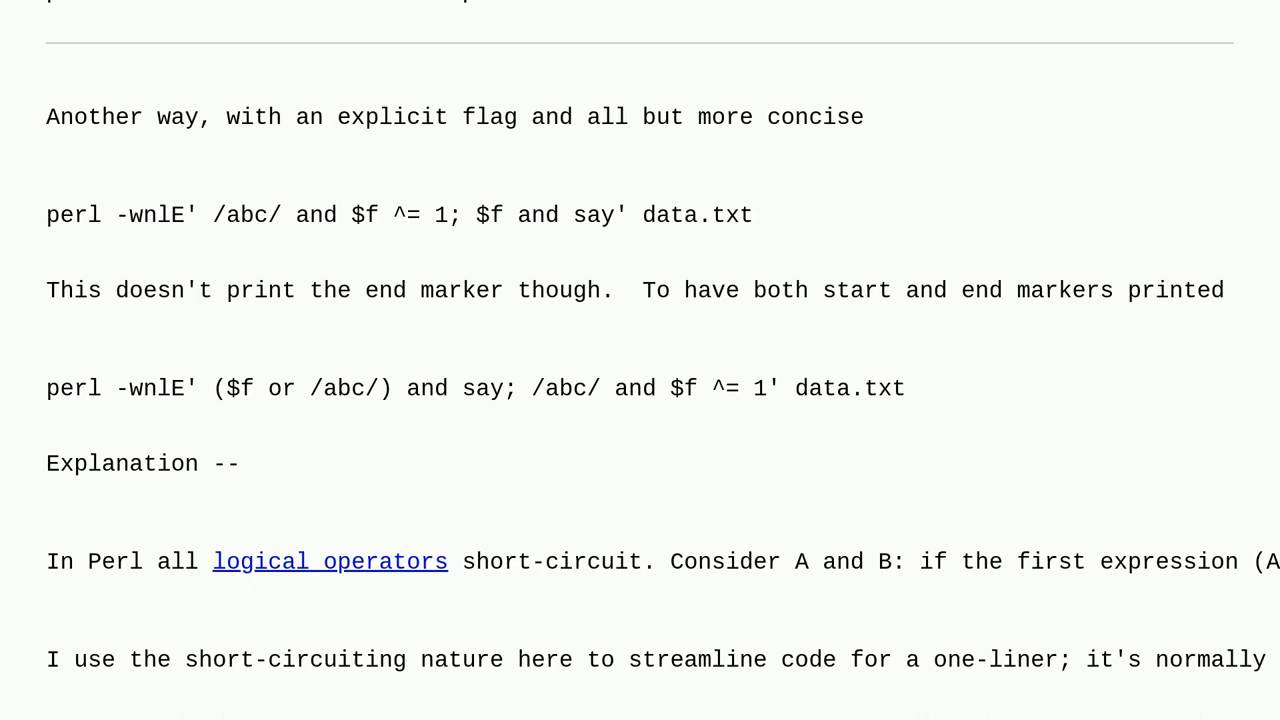 Another way, with an explicit flag and all but more concise
perl -wnlE' /abc/ and $f ^= 1; $f and say' data.txt
This doesn't print the end marker though.  To have both start and end markers printed
perl -wnlE' ($f or /abc/) and say; /abc/ and $f ^= 1' data.txt
Explanation --
In Perl all logical operators short-circuit. Consider A and B: if the first expression (A
I use the short-circuiting nature here to streamline code for a one-liner; it's normally